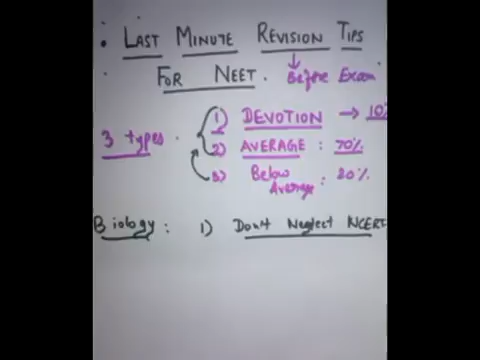 : LAST MINUTE REVISION TIPS
FOR NEET. Before Exam
3 types. 1) DEVOTION → 10%
2) AVERAGE : 70%
3) Below Average : 20%
Biology : 1) Don't Neglect NCERT